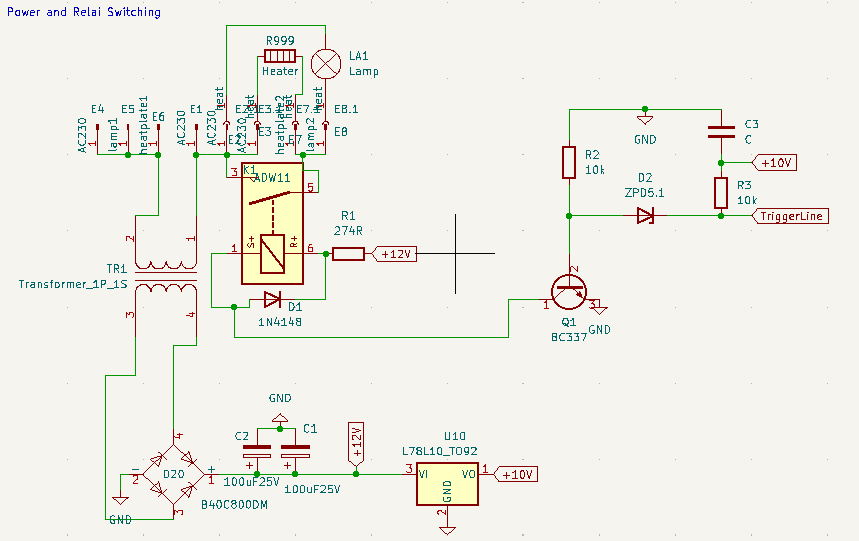 Power and Relai Switching
R999
Heater
LA1
Lamp
heat
heat
heat
heat
E4
E5
E6
E1
E3
E7
E8.1
E8
AC230
lamp1
heatplate1
AC230
AC230
AC230
heatplate2
lamp2
1
1
1
1
1
1
1
1
K1
ADW11
3
5
1
6
S+
R+
R1
274R
+12V
D1
1N4148
2
1
TR1
Transformer_1P_1S
3
4
GND
C3
C
+10V
R2
10k
D2
ZPD5.1
R3
10k
TriggerLine
2
1
3
Q1
BC337
GND
GND
C2
C1
+
+
100uF25V
100uF25V
+12V
4
D20
-
2
+
1
3
B40C800DM
GND
U10
L78L10_TO92
3
VI
VO
1
GND
2
+10V